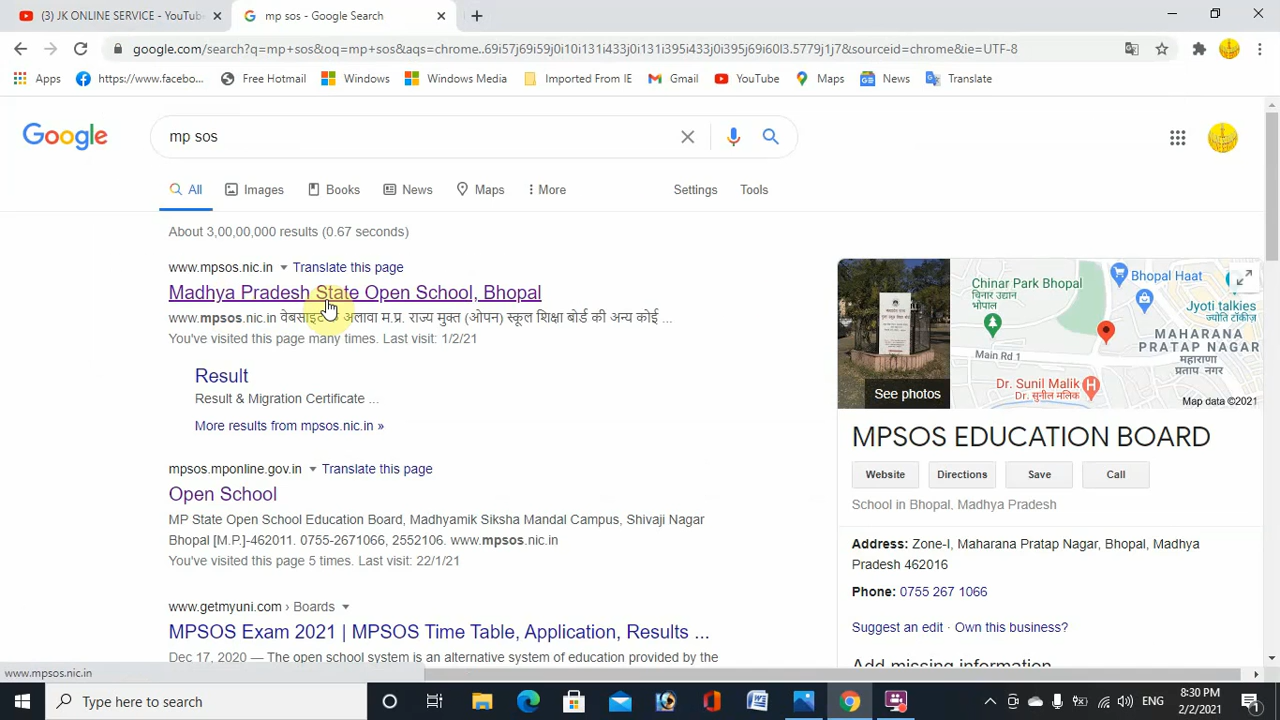 (3) JK ONLINE SERVICE - YouTube
mp sos - Google Search
google.com/search?q=mp+sos&oq=mp+sos&aqs=chrome..69i57j69i59j0i10i131i433j0i131i395i433j0i395j69i60l3.5779j1j7&sourceid=chrome&ie=UTF-8
Apps
https://www.facebo...
Free Hotmail
Windows
Windows Media
Imported From IE
Gmail
YouTube
Maps
News
Translate
Google
mp sos
All
Images
Books
News
Maps
More
Settings
Tools
About 3,00,00,000 results (0.67 seconds)
www.mpsos.nic.in
Translate this page
Madhya Pradesh State Open School, Bhopal
www.mpsos.nic.in वेबसाइट के अलावा म.प्र. राज्य मुक्त (ओपन) स्कूल शिक्षा बोर्ड की अन्य कोई ...
You've visited this page many times. Last visit: 1/2/21
Result
Result & Migration Certificate ...
More results from mpsos.nic.in »
mpsos.mponline.gov.in
Translate this page
Open School
MP State Open School Education Board, Madhyamik Siksha Mandal Campus, Shivaji Nagar
Bhopal [M.P.]-462011. 0755-2671066, 2552106. www.mpsos.nic.in
You've visited this page 5 times. Last visit: 22/1/21
www.getmyuni.com › Boards
MPSOS Exam 2021 | MPSOS Time Table, Application, Results ...
Dec 17, 2020 — The open school system is an alternative system of education provided by the
See photos
Chinar Park Bhopal
चिनार उद्यान
भोपाल
Bhopal Haat
Jyoti talkies
ज्योति टॉकीज
MAHARANA
PRATAP NAGAR
महाराणा
प्रताप नगर
Main Rd 1
Dr. Sunil Malik
डॉ. सुनील मलिक
Map data ©2021
MPSOS EDUCATION BOARD
Website
Directions
Save
Call
School in Bhopal, Madhya Pradesh
Address: Zone-I, Maharana Pratap Nagar, Bhopal, Madhya
Pradesh 462016
Phone: 0755 267 1066
Suggest an edit · Own this business?
Add missing information
www.mpsos.nic.in
Type here to search
ENG
8:30 PM
2/2/2021
1